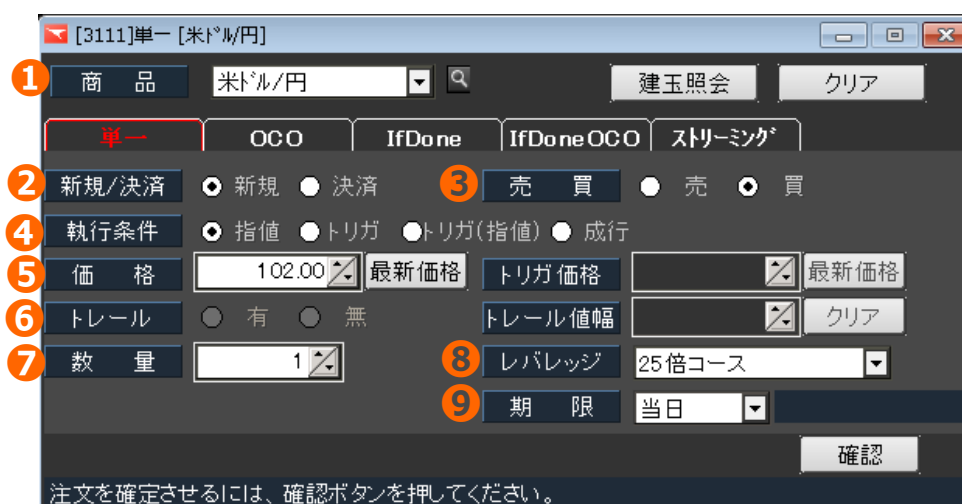 [3111]単一 [米ﾄﾞﾙ/円]
1 商 品 米ﾄﾞﾙ/円 建玉照会 クリア
単一 OCO IfDone IfDoneOCO ｽﾄﾘｰﾐﾝｸﾞ
2 新規/決済 新規 決済 3 売 買 売 買
4 執行条件 指値 トリガ トリガ(指値) 成行
5 価 格 102.00 最新価格 トリガ価格 最新価格
6 トレール 有 無 トレール値幅 クリア
7 数 量 1 8 レバレッジ 25倍コース
9 期 限 当日
確認
注文を確定させるには、確認ボタンを押してください。